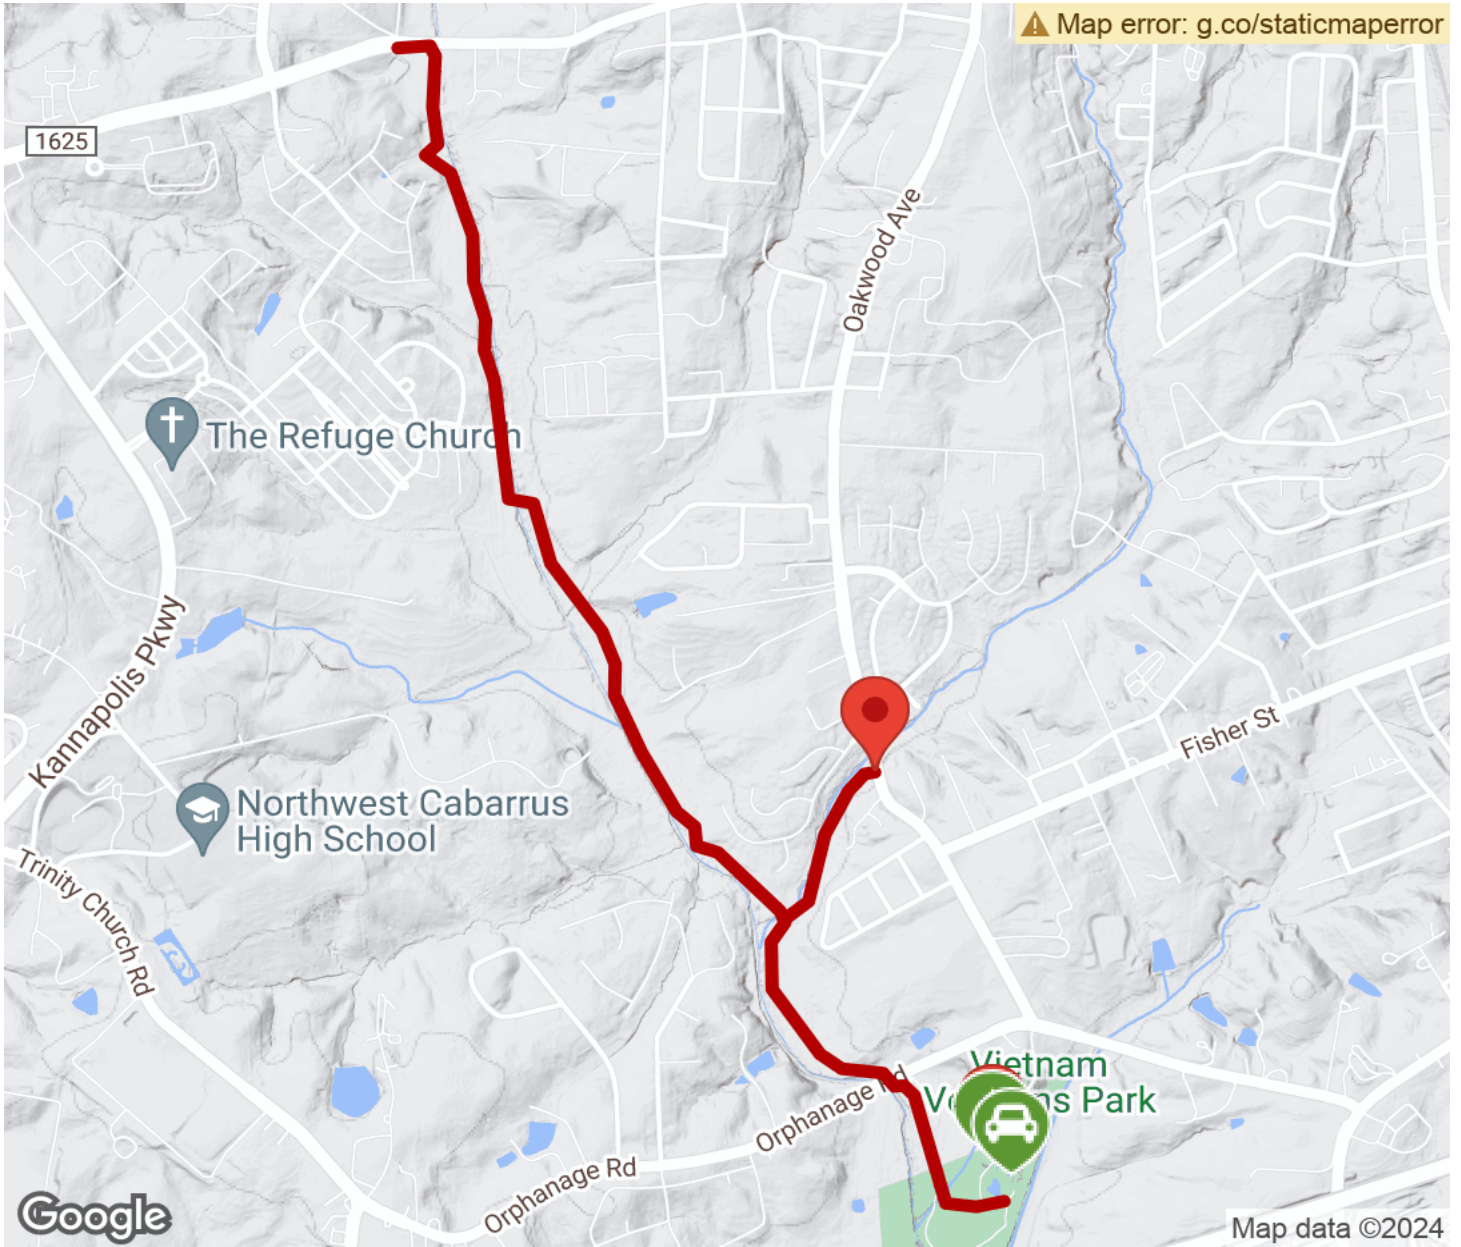 Map error: g.co/staticmaperror
1625
Oakwood Ave
The Refuge Church
Kannapolis Pkwy
Fisher St
Northwest Cabarrus
High School
Trinity Church Rd
Vietnam
Park
Orphanage Rd
Orphanage Rd
Google
Map data ©2024